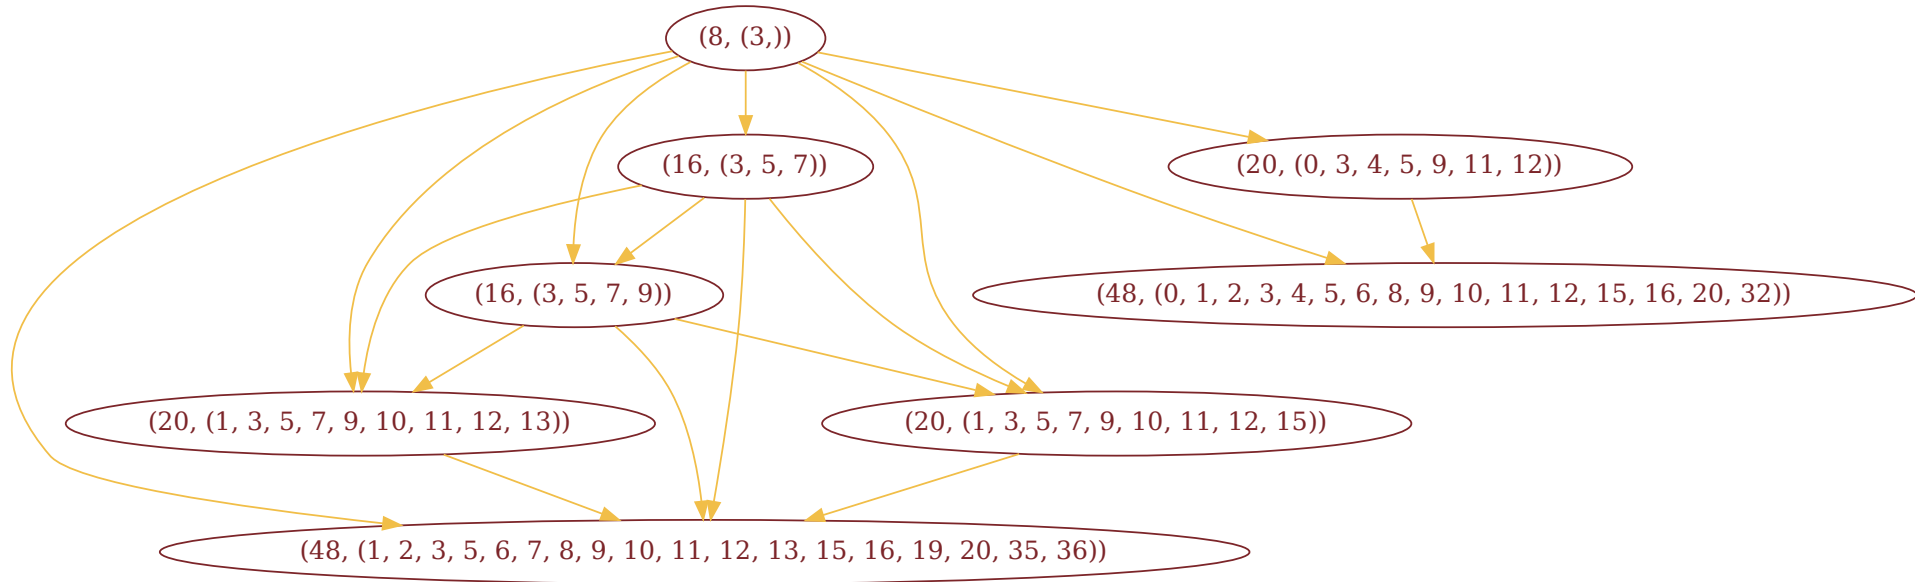 (8, (3,))
(16, (3, 5, 7))
(20, (0, 3, 4, 5, 9, 11, 12))
(16, (3, 5, 7, 9))
(48, (0, 1, 2, 3, 4, 5, 6, 8, 9, 10, 11, 12, 15, 16, 20, 32))
(20, (1, 3, 5, 7, 9, 10, 11, 12, 13))
(20, (1, 3, 5, 7, 9, 10, 11, 12, 15))
(48, (1, 2, 3, 5, 6, 7, 8, 9, 10, 11, 12, 13, 15, 16, 19, 20, 35, 36))